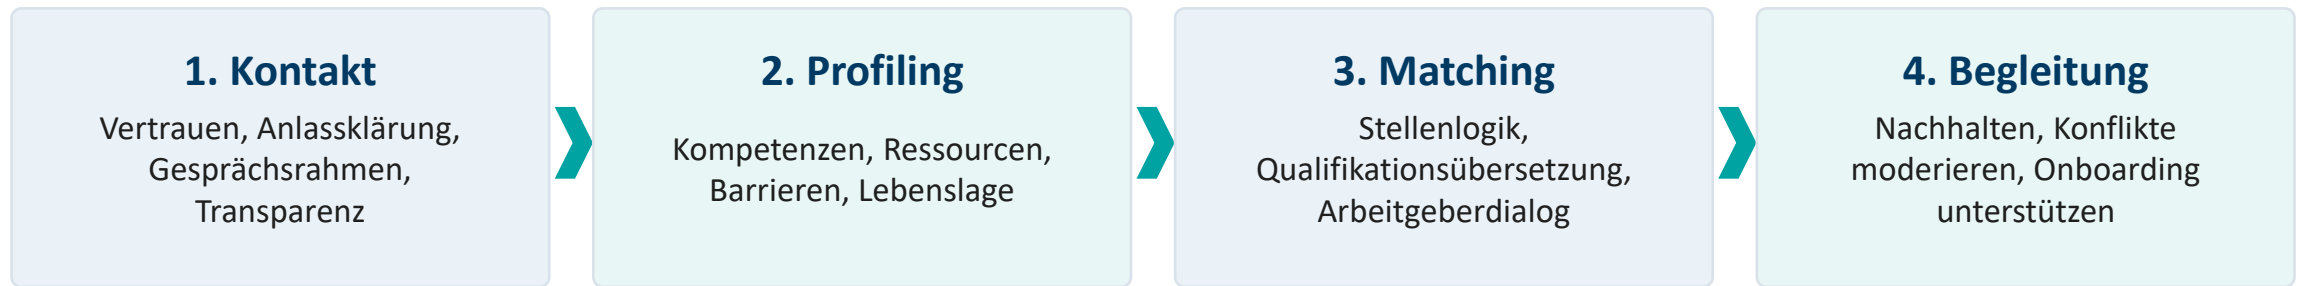 1. Kontakt
Vertrauen, Anlassklärung,
Gesprächsrahmen,
Transparenz
2. Profiling
Kompetenzen, Ressourcen,
Barrieren, Lebenslage
3. Matching
Stellenlogik,
Qualifikationsübersetzung,
Arbeitgeberdialog
4. Begleitung
Nachhalten, Konflikte
moderieren, Onboarding
unterstützen